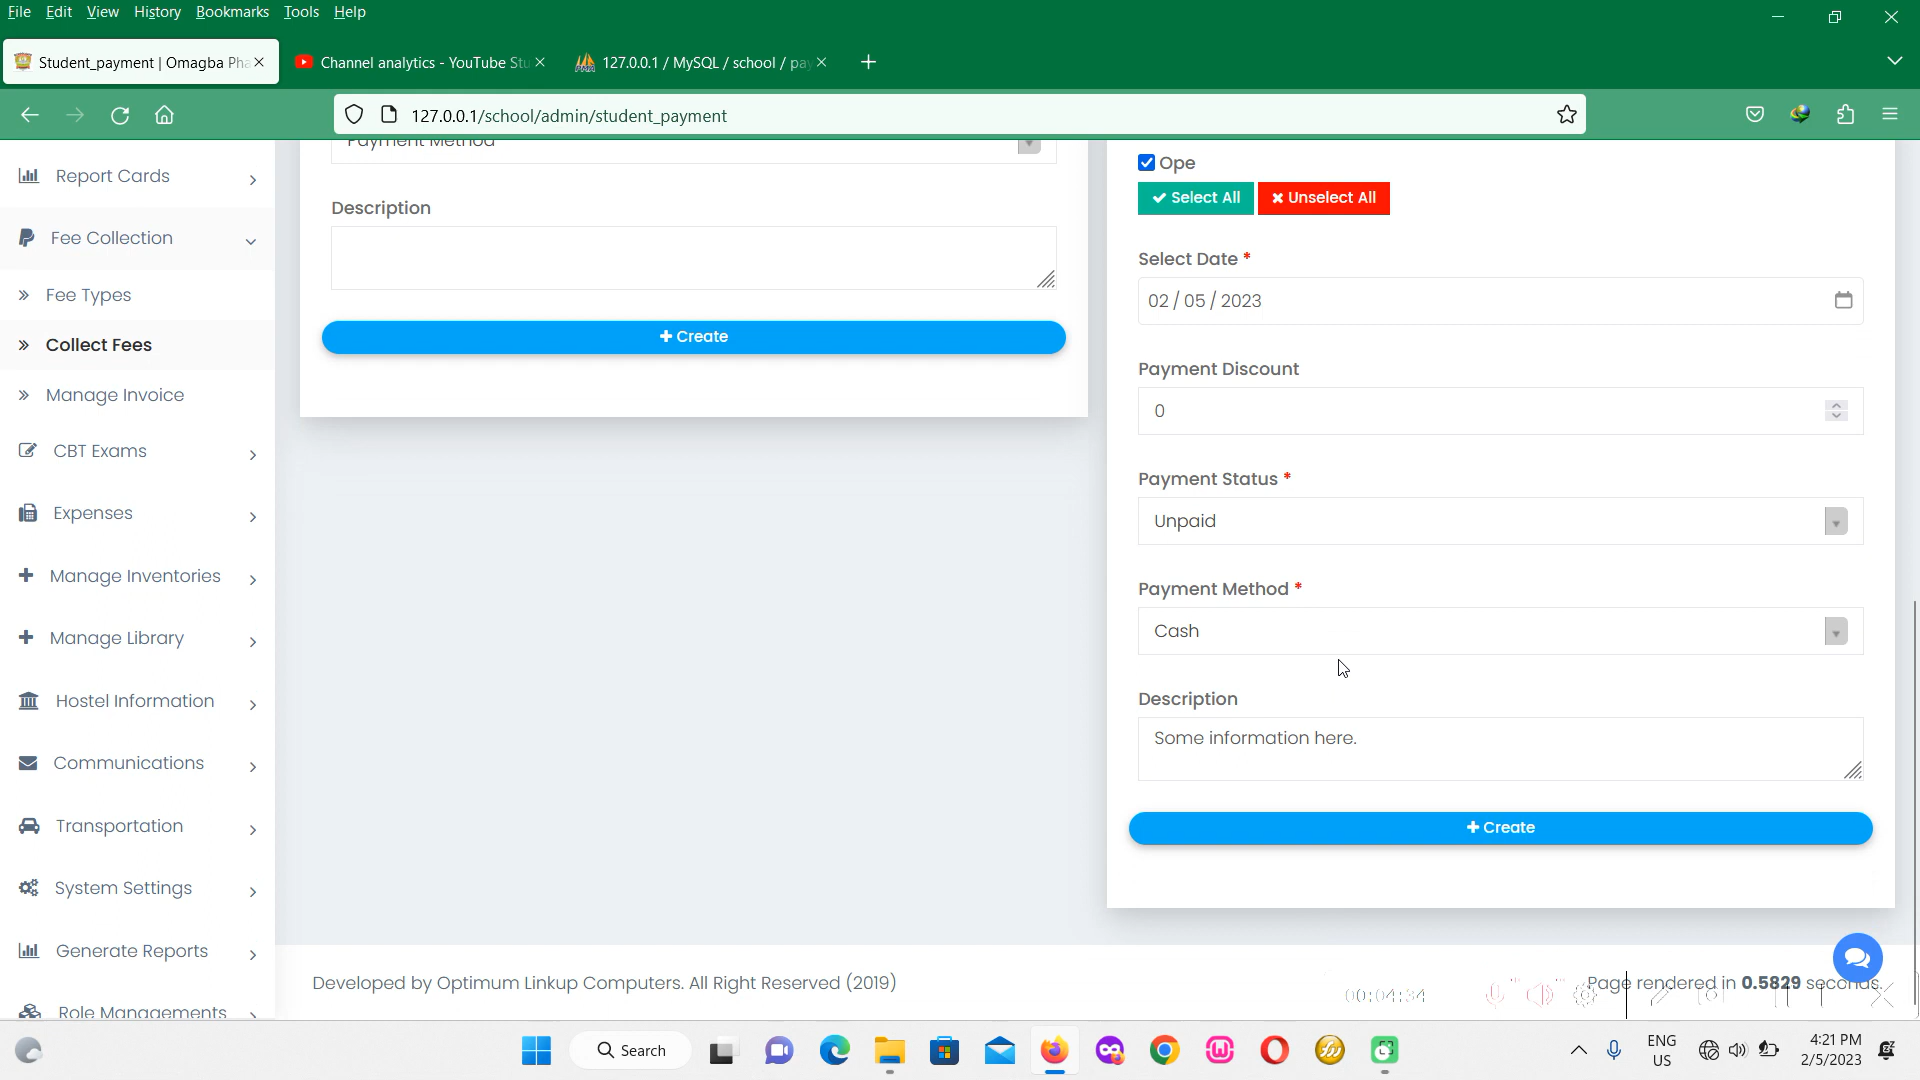 File Edit View History Bookmarks Tools Help
Student_payment | Omagba Pha
Channel analytics - YouTube Stu
127.0.0.1 / MySQL / school / pay
127.0.0.1/school/admin/student_payment
Report Cards
Fee Collection
Fee Types
Collect Fees
Manage Invoice
CBT Exams
Expenses
Manage Inventories
Manage Library
Hostel Information
Communications
Transportation
System Settings
Generate Reports
Role Managements
Payment Method
Description
Create
Ope
Select All Unselect All
Select Date *
02 / 05 / 2023
Payment Discount
0
Payment Status *
Unpaid
Payment Method *
Cash
Description
Some information here.
Create
Developed by Optimum Linkup Computers. All Right Reserved (2019)
Page rendered in 0.5829 seconds.
00:04:34
Search
ENG
US
4:21 PM
2/5/2023